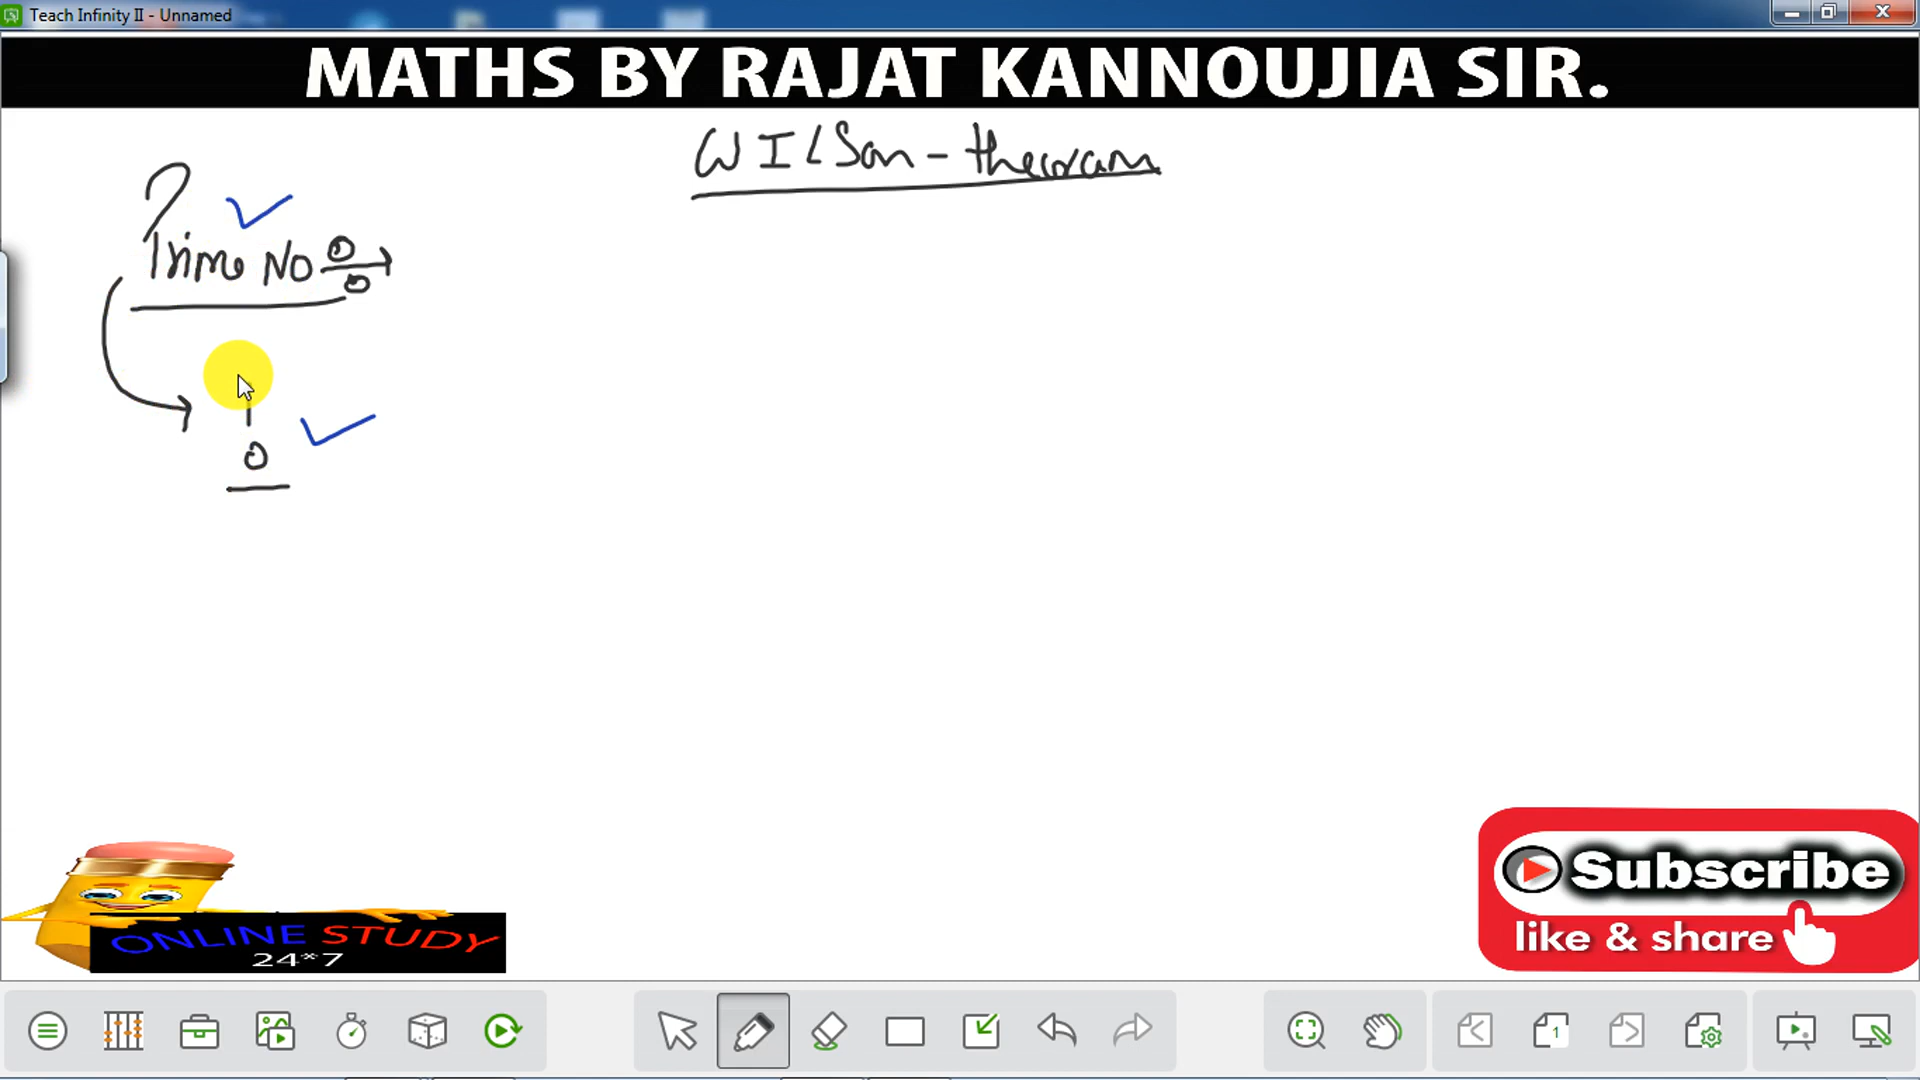 Teach Infinity II - Unnamed
MATHS BY RAJAT KANNOUJIA SIR.
WILSon - theoram
Prime No
0
ONLINE STUDY
24*7
Subscribe
like & share
1